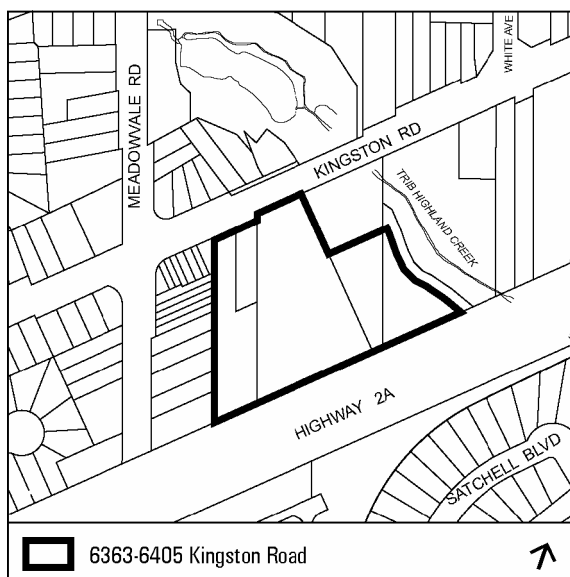 WHITE AVE
MEADOWVALE RD
KINGSTON RD
TRIB HIGHLAND CREEK
HIGHWAY 2A
SATCHELL BLVD
6363-6405 Kingston Road